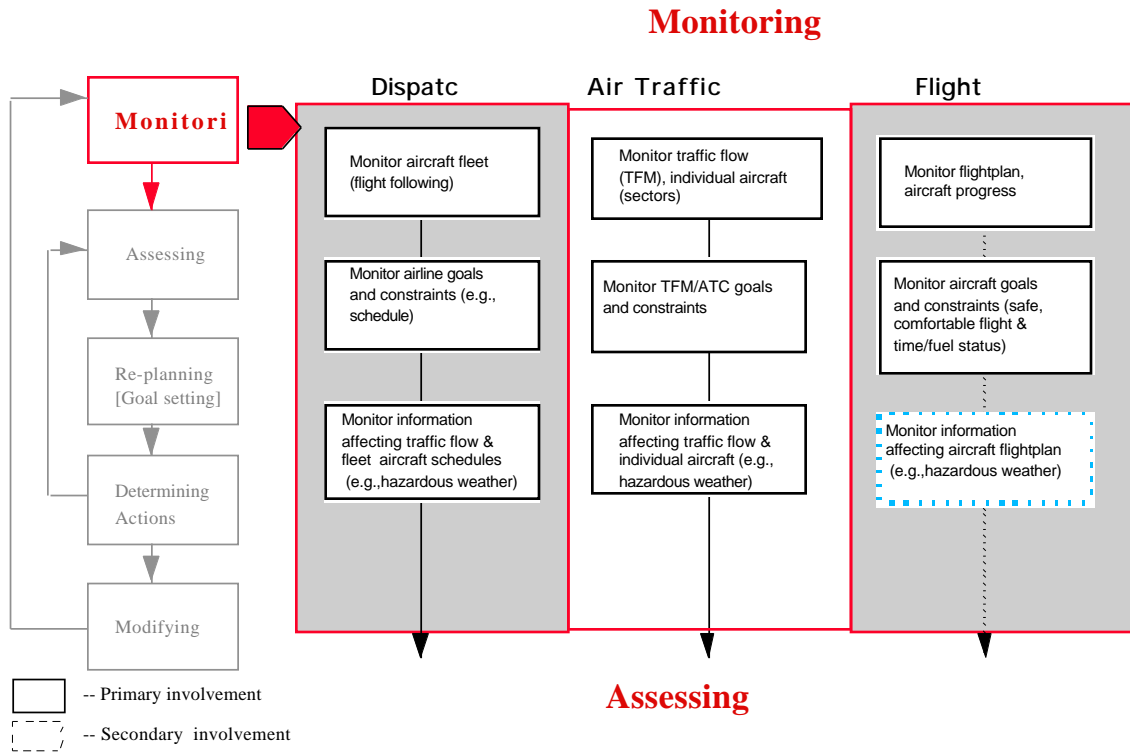 Monitoring
Dispatc
Air Traffic
Flight
Monitori
Assessing
Re-planning
[Goal setting]
Determining
Actions
Modifying
Monitor aircraft fleet
(flight following)
Monitor airline goals
and constraints (e.g.,
schedule)
Monitor information
affecting traffic flow &
fleet aircraft schedules
(e.g.,hazardous weather)
Monitor traffic flow
(TFM), individual aircraft
(sectors)
Monitor TFM/ATC goals
and constraints
Monitor information
affecting traffic flow &
individual aircraft (e.g.,
hazardous weather)
Monitor flightplan,
aircraft progress
Monitor aircraft goals
and constraints (safe,
comfortable flight &
time/fuel status)
Monitor information
affecting aircraft flightplan
(e.g.,hazardous weather)
Assessing
-- Primary involvement
-- Secondary involvement